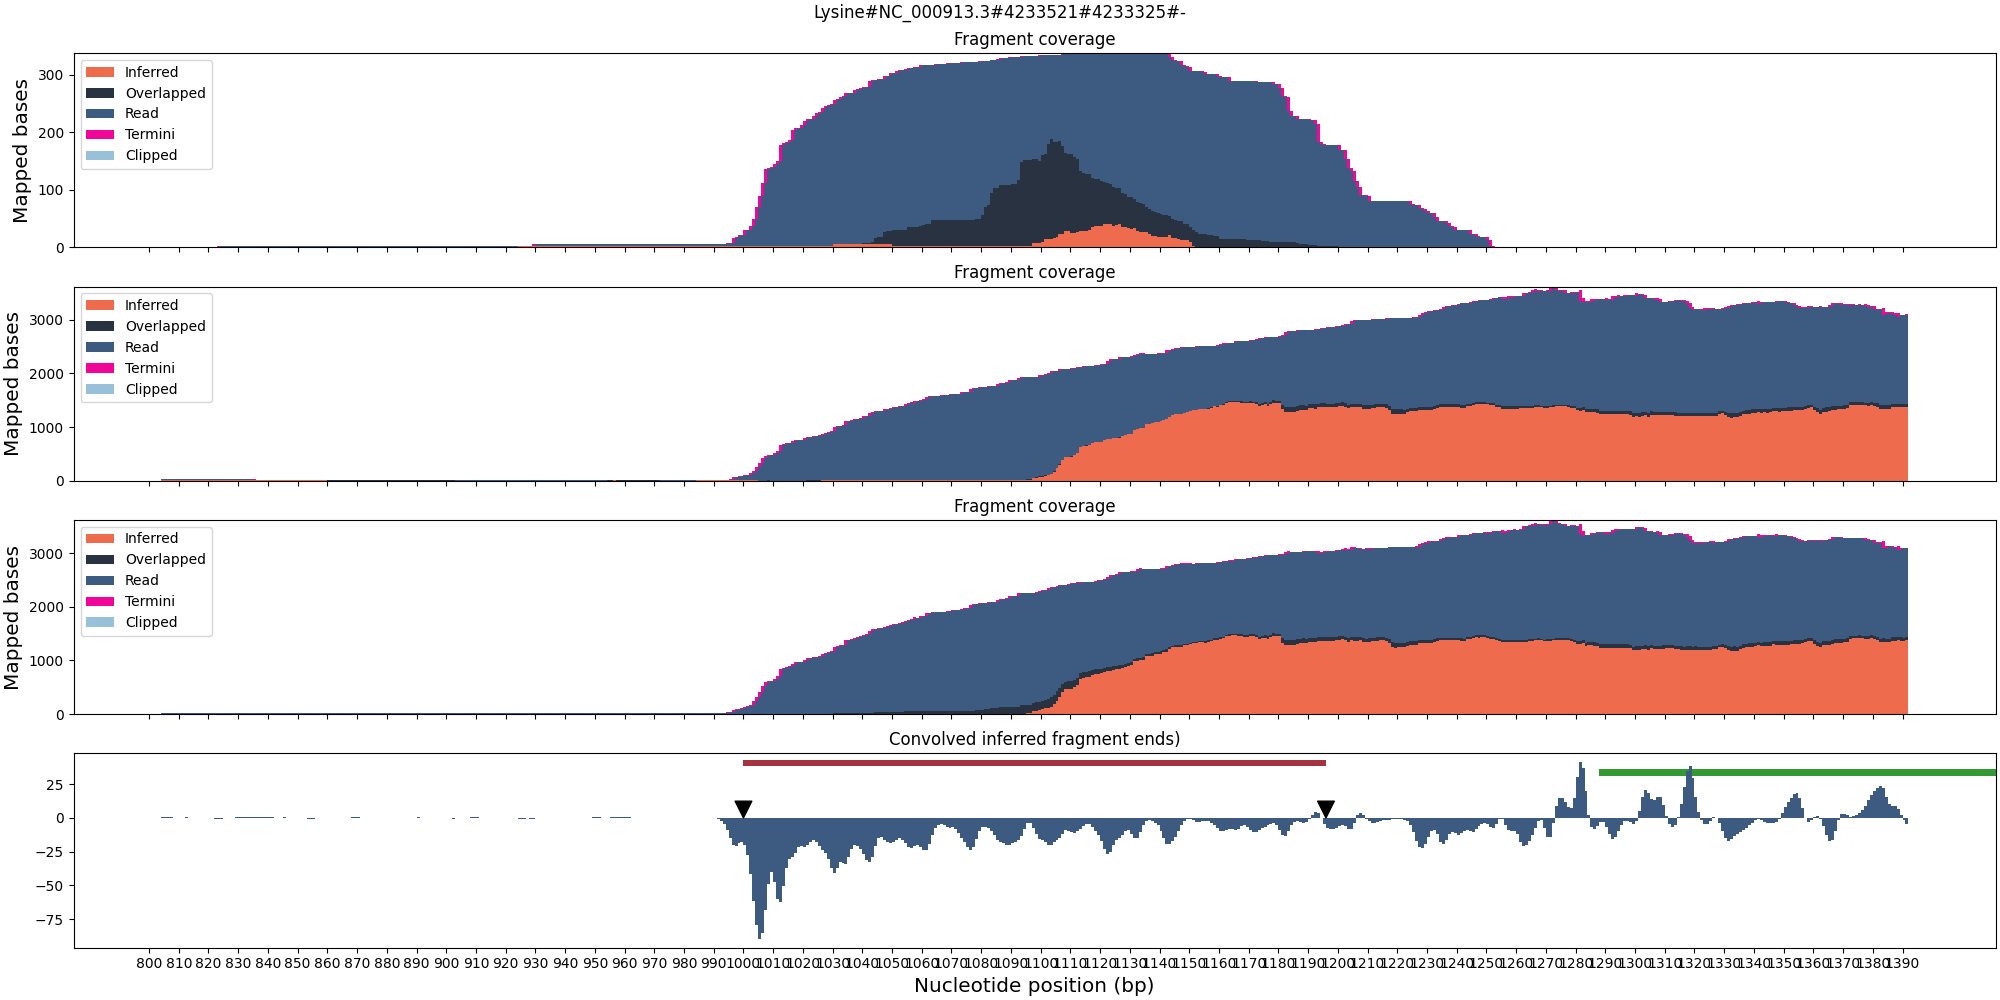 Lysine#NC_000913.3#4233521#4233325#-
Fragment coverage
Mapped bases
300
200
100
0
Inferred
Overlapped
Read
Termini
Clipped
Fragment coverage
Mapped bases
3000
2000
1000
0
Inferred
Overlapped
Read
Termini
Clipped
Fragment coverage
Mapped bases
3000
2000
1000
0
Inferred
Overlapped
Read
Termini
Clipped
Convolved inferred fragment ends)
25
0
−25
−50
−75
800 810 820 830 840 850 860 870 880 890 900 910 920 930 940 950 960 970 980 990 1000 1010 1020 1030 1040 1050 1060 1070 1080 1090 1100 1110 1120 1130 1140 1150 1160 1170 1180 1190 1200 1210 1220 1230 1240 1250 1260 1270 1280 1290 1300 1310 1320 1330 1340 1350 1360 1370 1380 1390
Nucleotide position (bp)